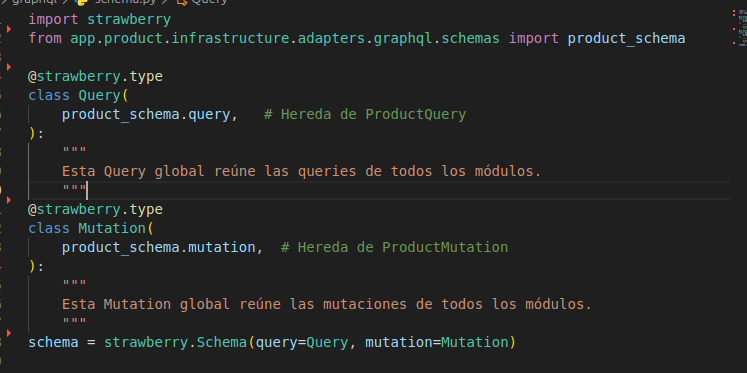 graphql > schema.py > Query
import strawberry
from app.product.infrastructure.adapters.graphql.schemas import product_schema
@strawberry.type
class Query(
product_schema.query,   # Hereda de ProductQuery
):
"""
Esta Query global reúne las queries de todos los módulos.
"""
@strawberry.type
class Mutation(
product_schema.mutation,  # Hereda de ProductMutation
):
"""
Esta Mutation global reúne las mutaciones de todos los módulos.
"""
schema = strawberry.Schema(query=Query, mutation=Mutation)